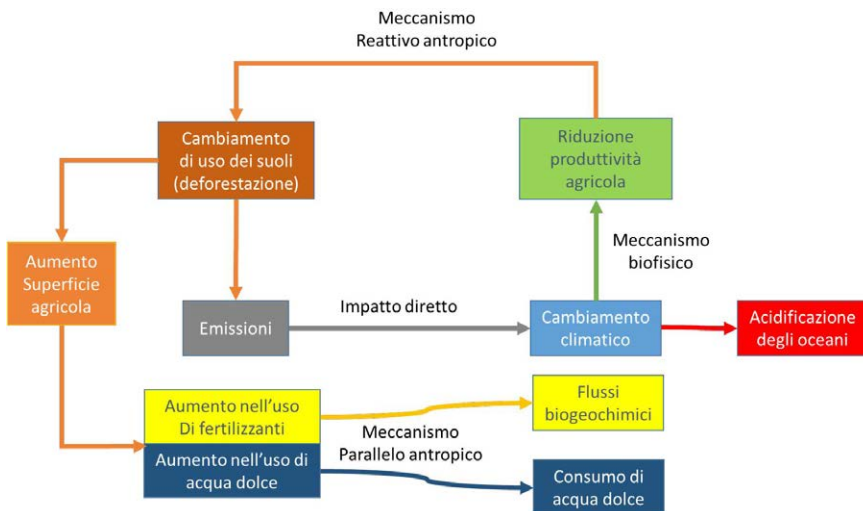 Meccanismo
Reattivo antropico
Cambiamento
di uso dei suoli
(deforestazione)
Riduzione
produttività
agricola
Aumento
Superficie
agricola
Meccanismo
biofisico
Emissioni
Impatto diretto
Cambiamento
climatico
Acidificazione
degli oceani
Aumento nell'uso
Di fertilizzanti
Flussi
biogeochimici
Meccanismo
Parallelo antropico
Aumento nell'uso di
acqua dolce
Consumo di
acqua dolce